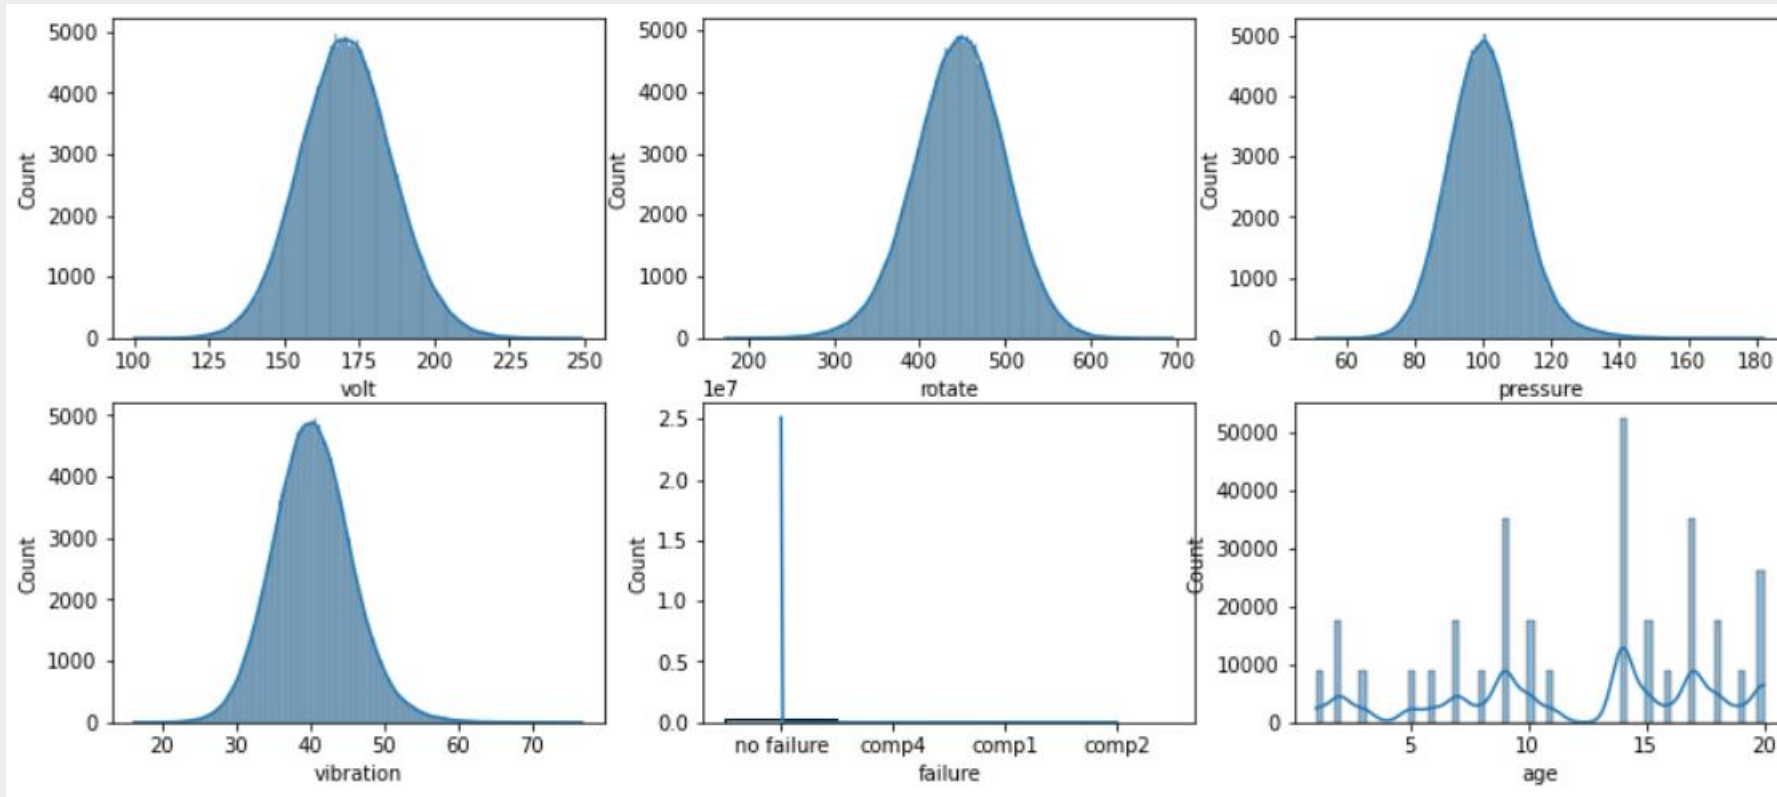 5000
4000
3000
2000
1000
0
Count
100 125 150 175 200 225 250
volt
5000
4000
3000
2000
1000
0
Count
200 300 400 500 600 700
rotate
5000
4000
3000
2000
1000
0
Count
60 80 100 120 140 160 180
pressure
5000
4000
3000
2000
1000
0
Count
20 30 40 50 60 70
vibration
1e7
2.5
2.0
1.5
1.0
0.5
0.0
Count
no failure comp4 comp1 comp2
failure
50000
40000
30000
20000
10000
0
Count
5 10 15 20
age